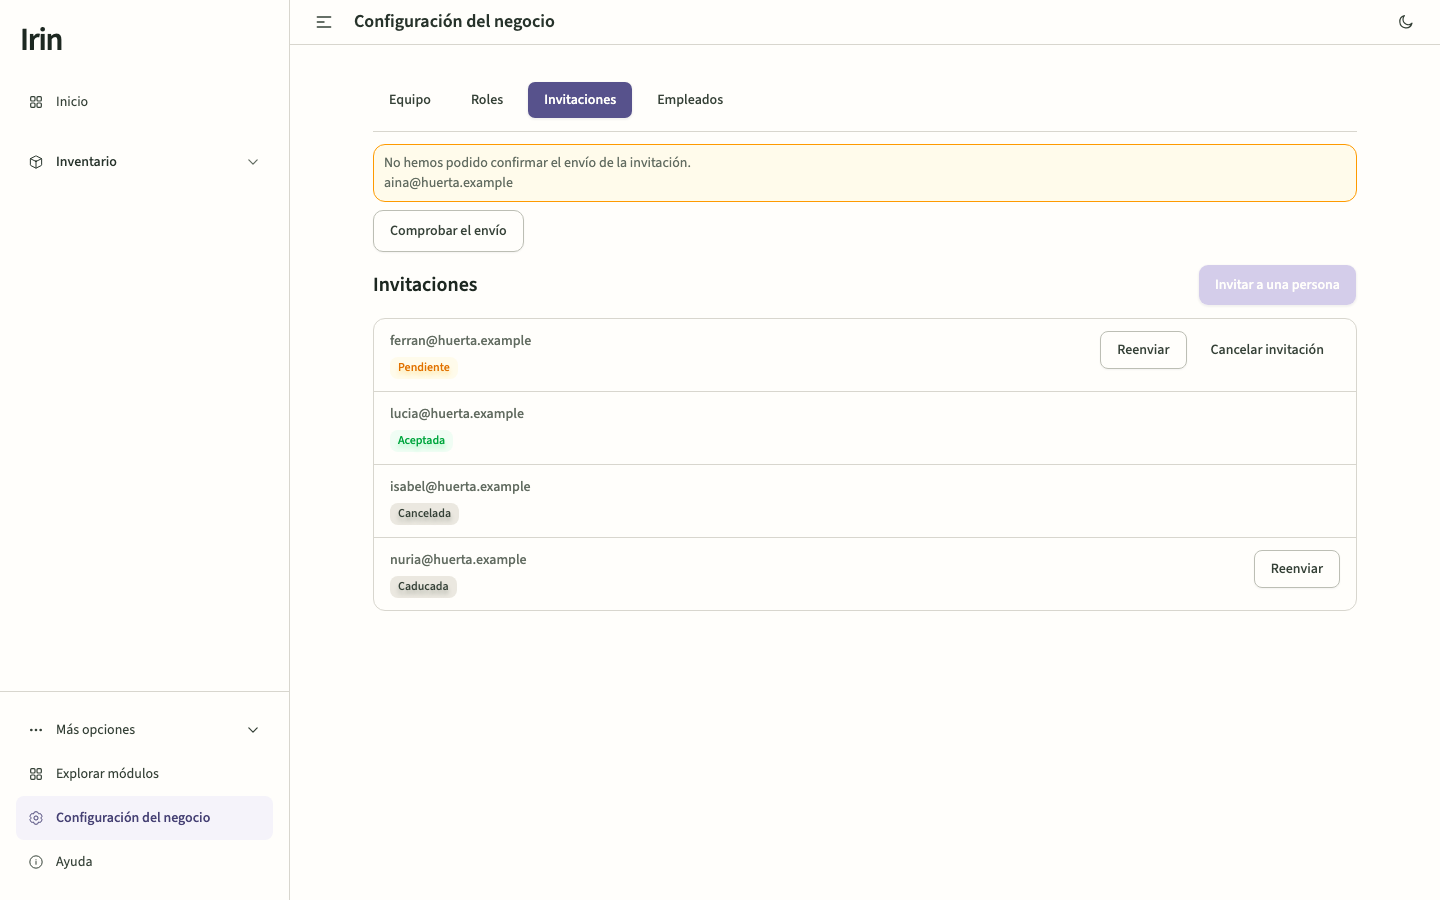 Irin
Configuración del negocio
Inicio
Inventario
Equipo
Roles
Invitaciones
Empleados
No hemos podido confirmar el envío de la invitación.
aina@huerta.example
Comprobar el envío
Invitaciones
Invitar a una persona
ferran@huerta.example
Pendiente
Reenviar
Cancelar invitación
lucia@huerta.example
Aceptada
isabel@huerta.example
Cancelada
nuria@huerta.example
Caducada
Reenviar
Más opciones
Explorar módulos
Configuración del negocio
Ayuda